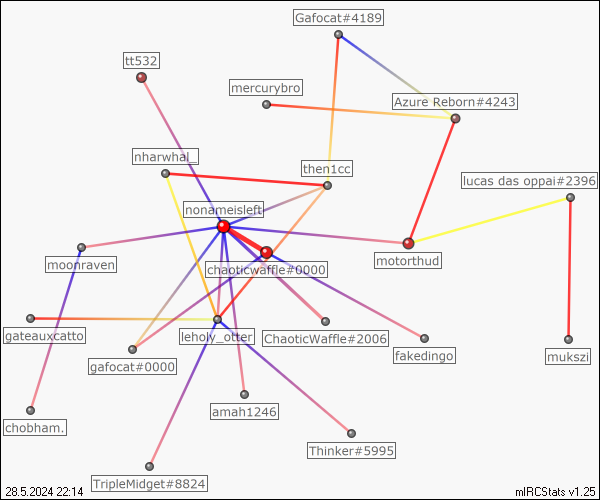 Gafocat#4189
tt532
mercurybro
Azure Reborn#4243
nharwhal_
then1cc
lucas das oppai#2396
nonameisleft
moonraven
chaoticwaffle#0000
motorthud
gateauxcatto
leholy_otter
ChaoticWaffle#2006
gafocat#0000
fakedingo
mukszi
chobham.
amah1246
Thinker#5995
TripleMidget#8824
28.5.2024 22:14
mIRCStats v1.25